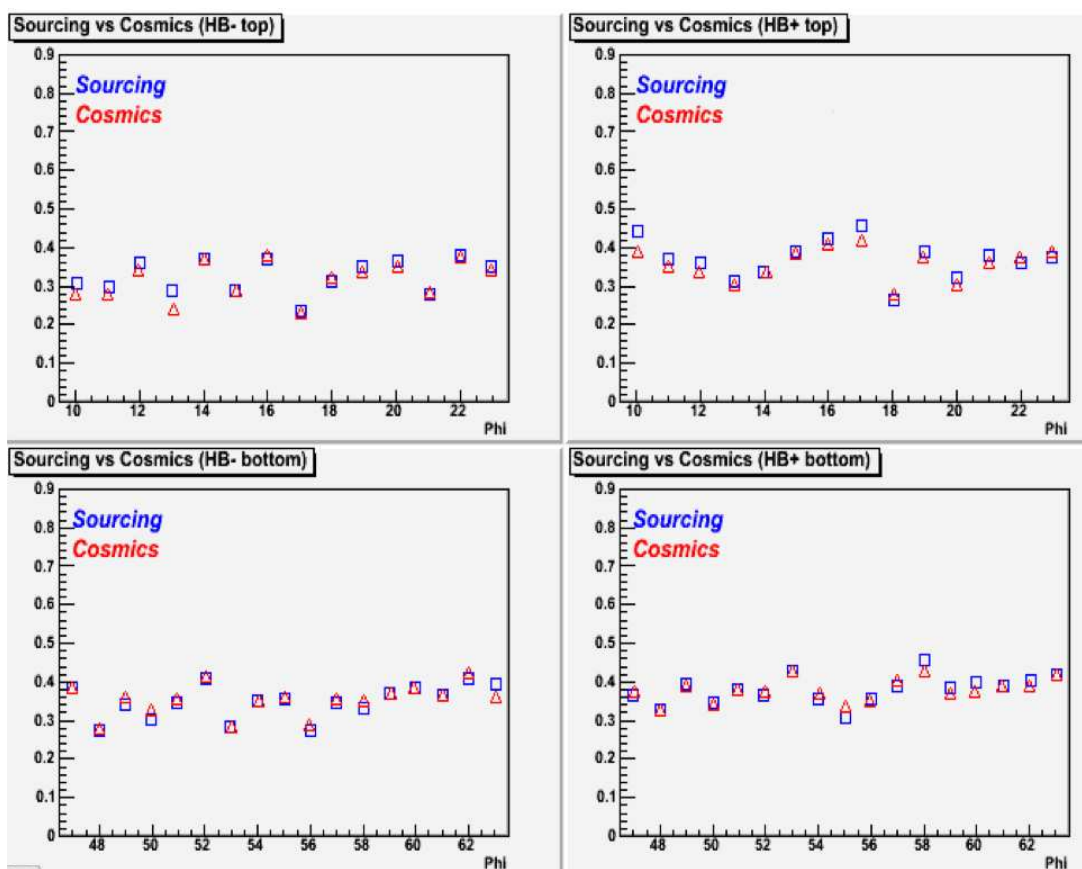 Sourcing vs Cosmics (HB- top)
0.9
0.8
0.7
0.6
0.5
0.4
0.3
0.2
0.1
0
Sourcing
Cosmics
10 12 14 16 18 20 22
Phi
Sourcing vs Cosmics (HB+ top)
0.9
0.8
0.7
0.6
0.5
0.4
0.3
0.2
0.1
0
Sourcing
Cosmics
10 12 14 16 18 20 22
Phi
Sourcing vs Cosmics (HB- bottom)
0.9
0.8
0.7
0.6
0.5
0.4
0.3
0.2
0.1
0
Sourcing
Cosmics
48 50 52 54 56 58 60 62
Phi
Sourcing vs Cosmics (HB+ bottom)
0.9
0.8
0.7
0.6
0.5
0.4
0.3
0.2
0.1
0
Sourcing
Cosmics
48 50 52 54 56 58 60 62
Phi